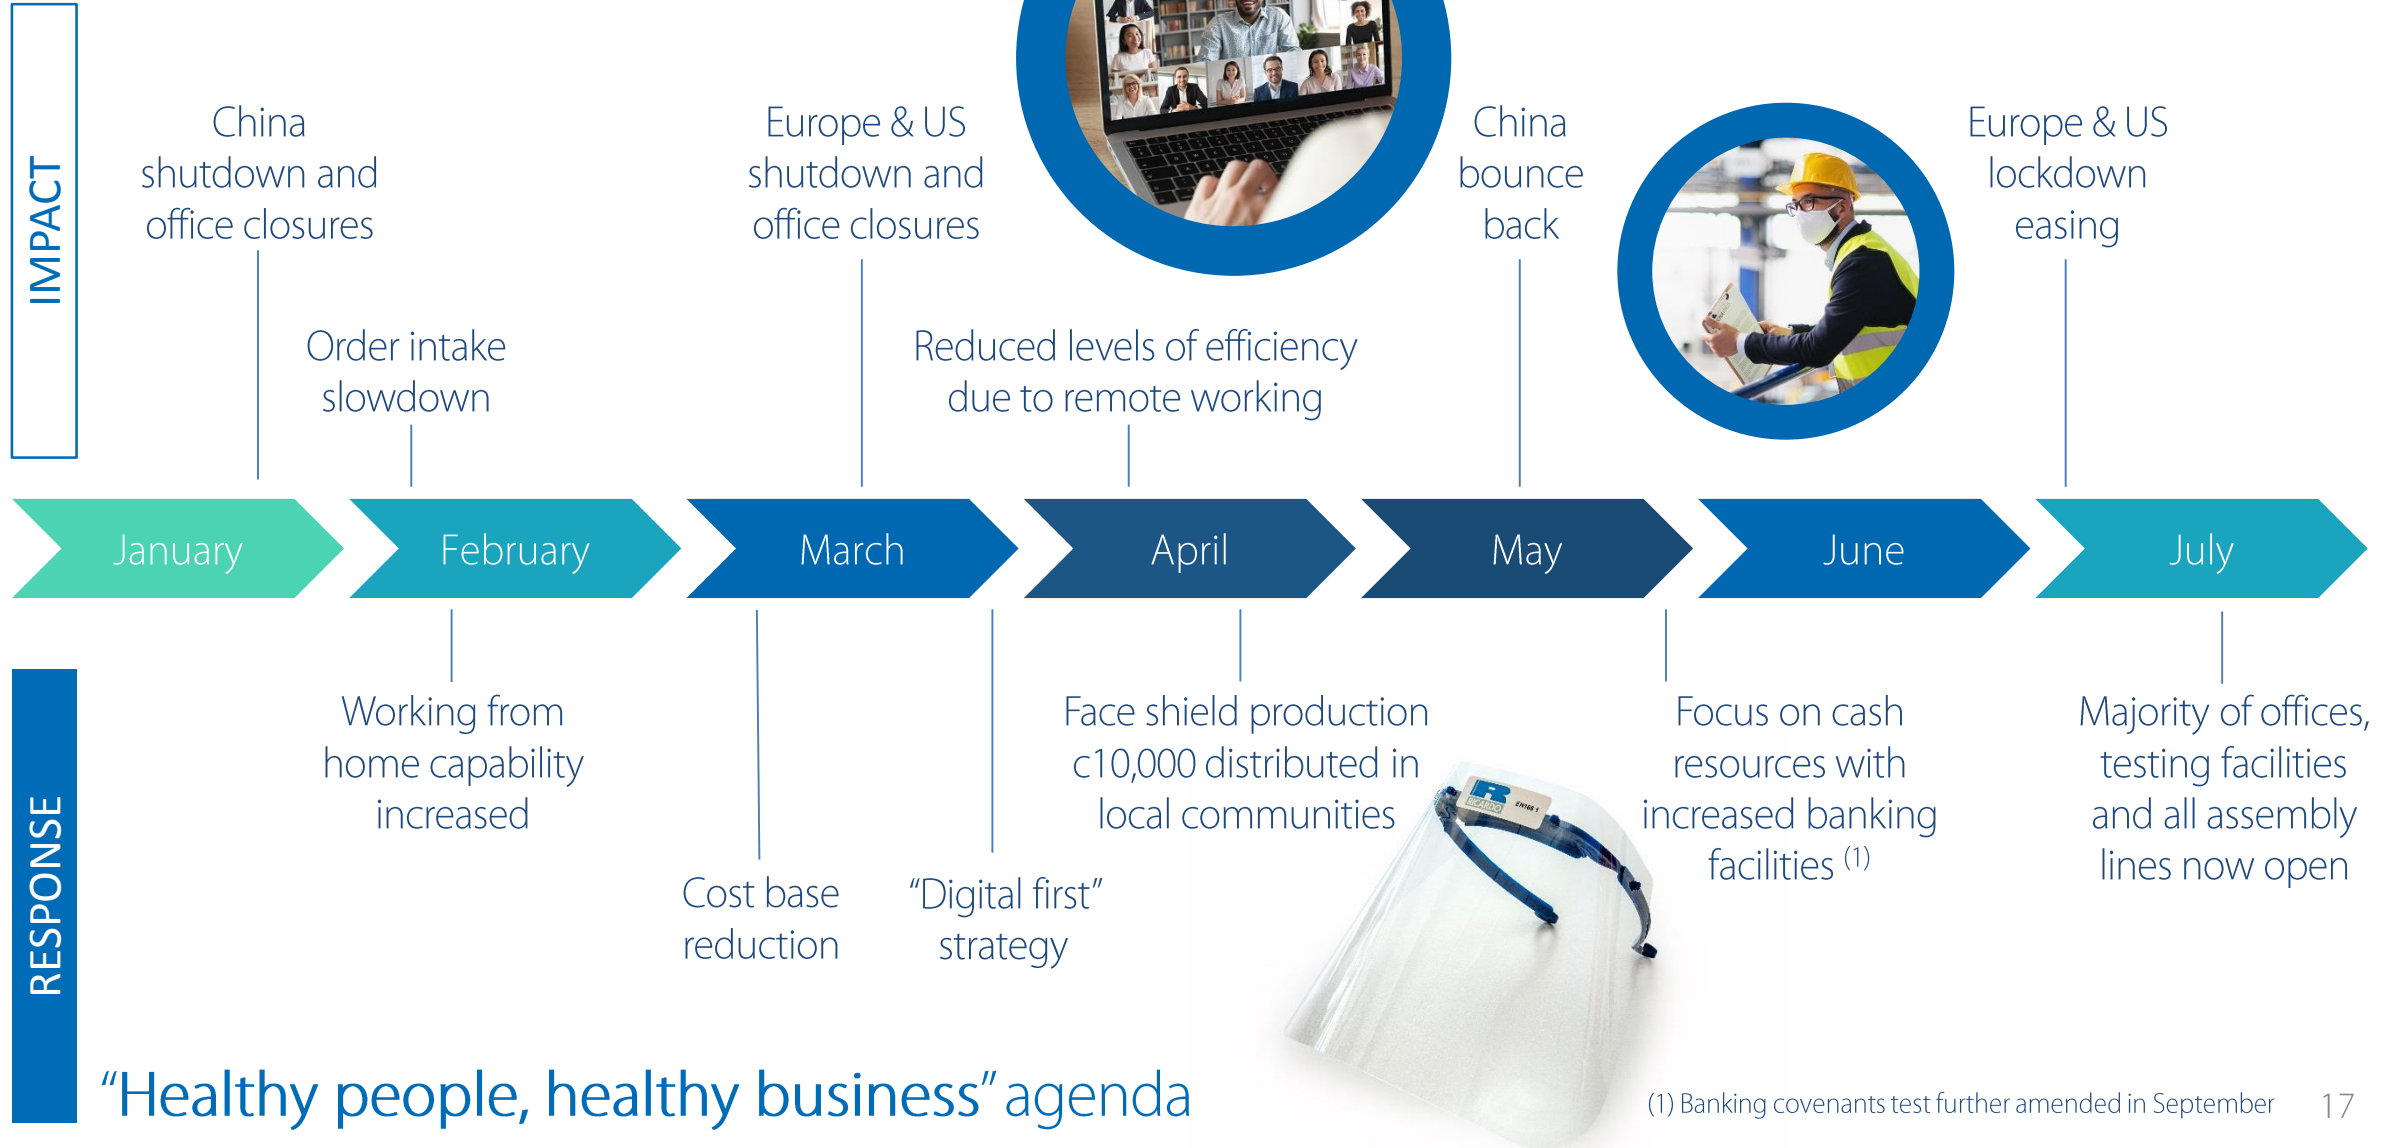 IMPACT
China
shutdown and
office closures
Order intake
slowdown
Europe & US
shutdown and
office closures
Reduced levels of efficiency
due to remote working
China
bounce
back
Europe & US
lockdown
easing
January
February
March
April
May
June
July
RESPONSE
Working from
home capability
increased
Cost base
reduction
“Digital first”
strategy
Face shield production
c10,000 distributed in
local communities
R
RICARDO
EN166 1
Focus on cash
resources with
increased banking
facilities (1)
Majority of offices,
testing facilities
and all assembly
lines now open
“Healthy people, healthy business” agenda
(1) Banking covenants test further amended in September
17